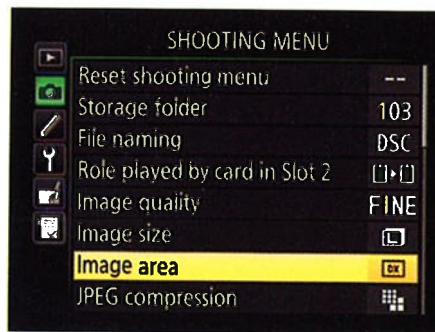 SHOOTING MENU
Reset shooting menu --
Storage folder 103
File naming DSC
Role played by card in Slot 2
Image quality FINE
Image size L
Image area DX
JPEG compression